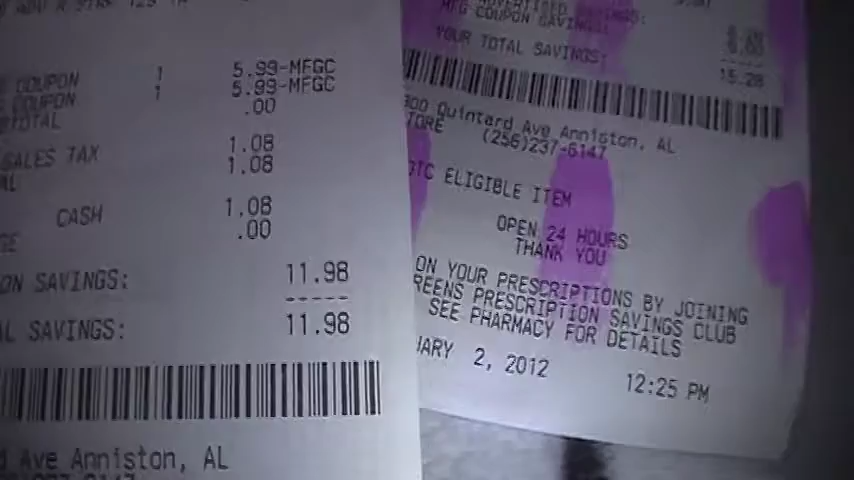 COUPON 1 5.99-MFGC
COUPON 1 5.99-MFGC
.00
SALES TAX 1.08
1.08
CASH 1.08
.00
SAVINGS: 11.98
-----
SAVINGS: 11.98
Ave Anniston, AL
MFG COUPON SAVINGS:
YOUR TOTAL SAVINGS:
-----
15.28
Quintard Ave Anniston, AL
(256)237-6147
ELIGIBLE ITEM
OPEN 24 HOURS
THANK YOU
ON YOUR PRESCRIPTIONS BY JOINING
PRESCRIPTION SAVINGS CLUB
SEE PHARMACY FOR DETAILS
2, 2012 12:25 PM